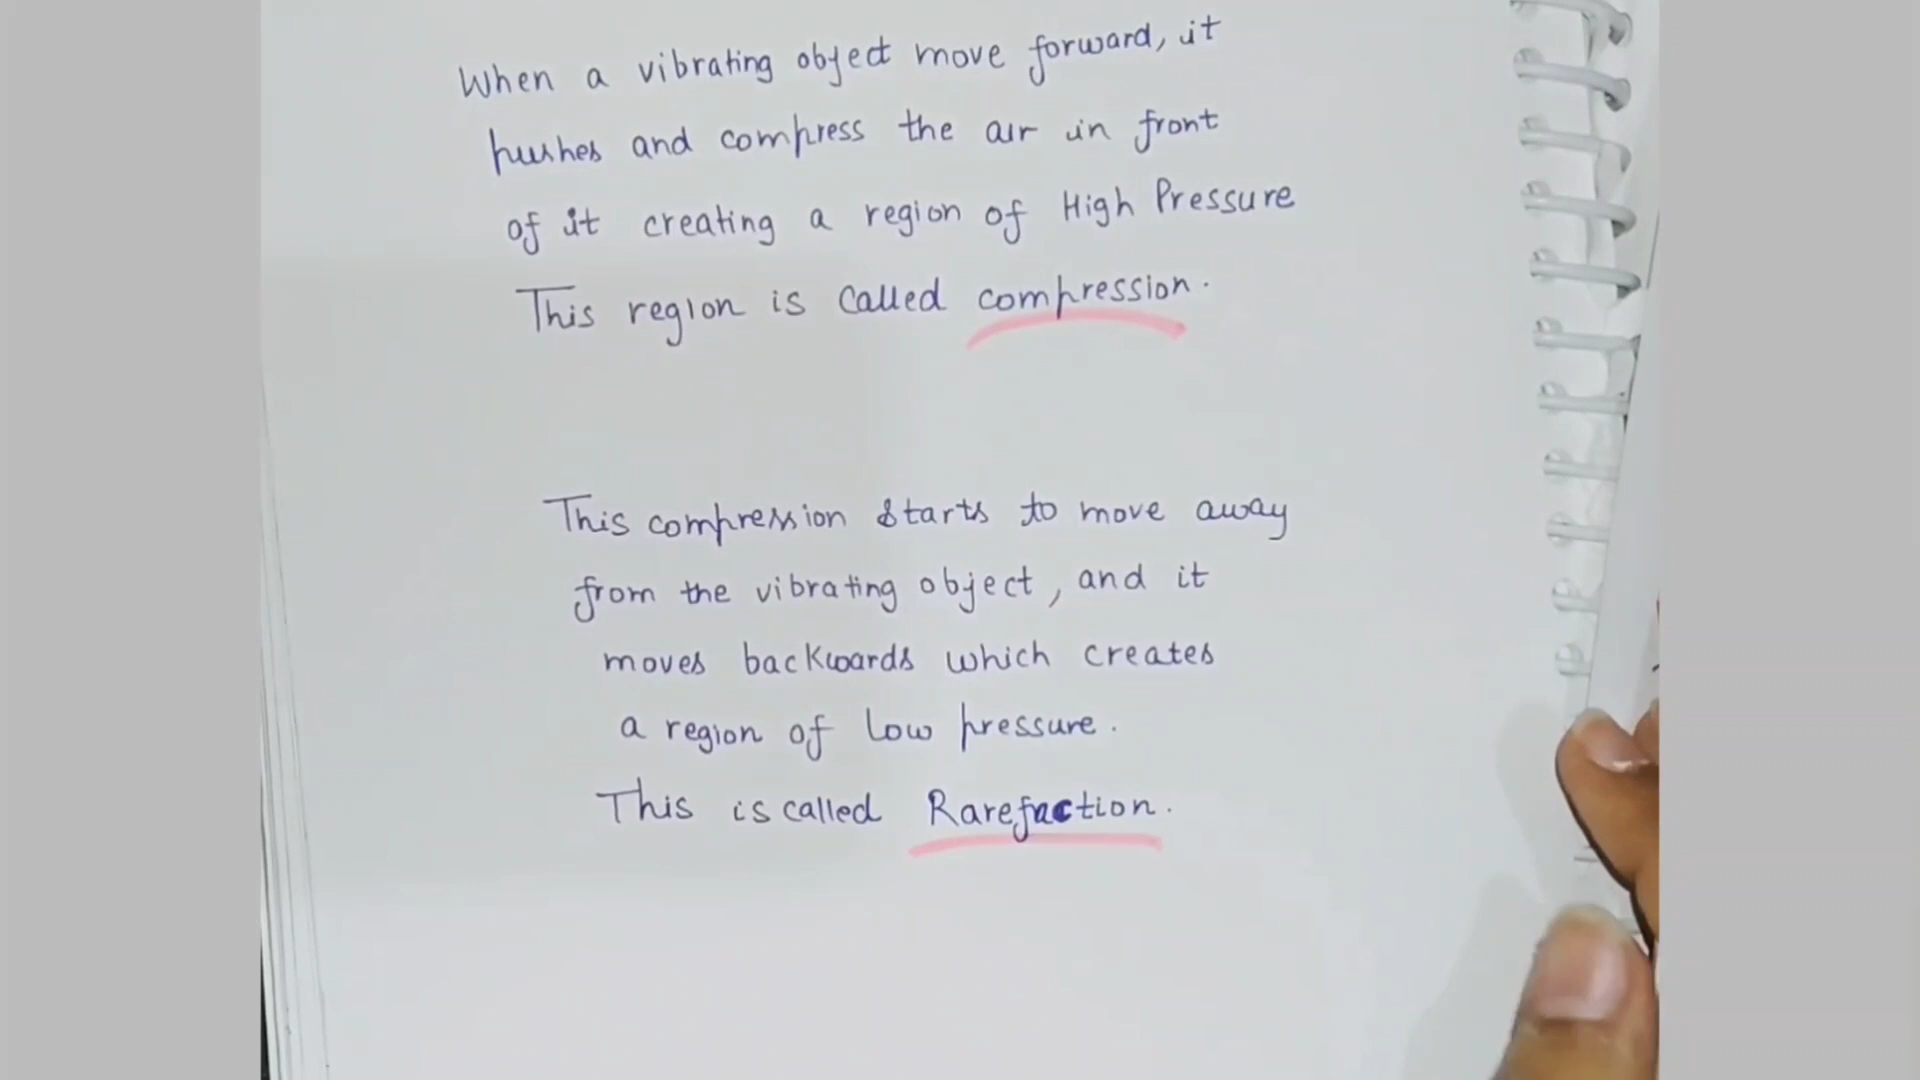 When a vibrating object move forward, it
pushes and compress the air in front
of it creating a region of High Pressure
This region is called compression.
This compression starts to move away
from the vibrating object, and it
moves backwards which creates
a region of low pressure.
This is called Rarefaction.